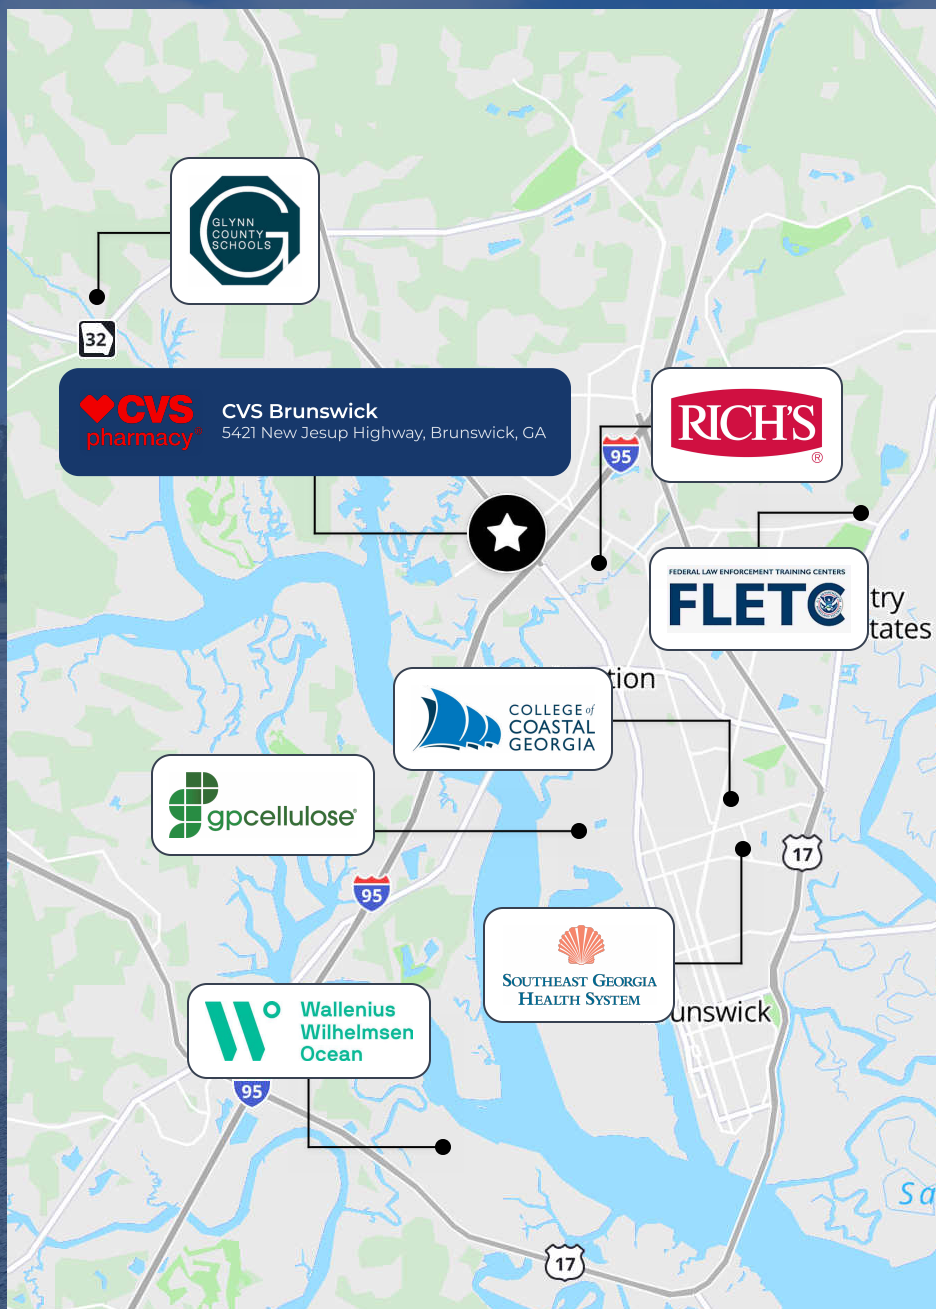 GLYNN
COUNTY
SCHOOLS
32
CVS
pharmacy
CVS Brunswick
5421 New Jesup Highway, Brunswick, GA
RICH'S
®
95
FEDERAL LAW ENFORCEMENT TRAINING CENTERS
FLETC
try
tates
tion
COLLEGE of
COASTAL
GEORGIA
gpcellulose
17
95
SOUTHEAST GEORGIA
HEALTH SYSTEM
unswick
Wallenius
Wilhelmsen
Ocean
95
Sa
17